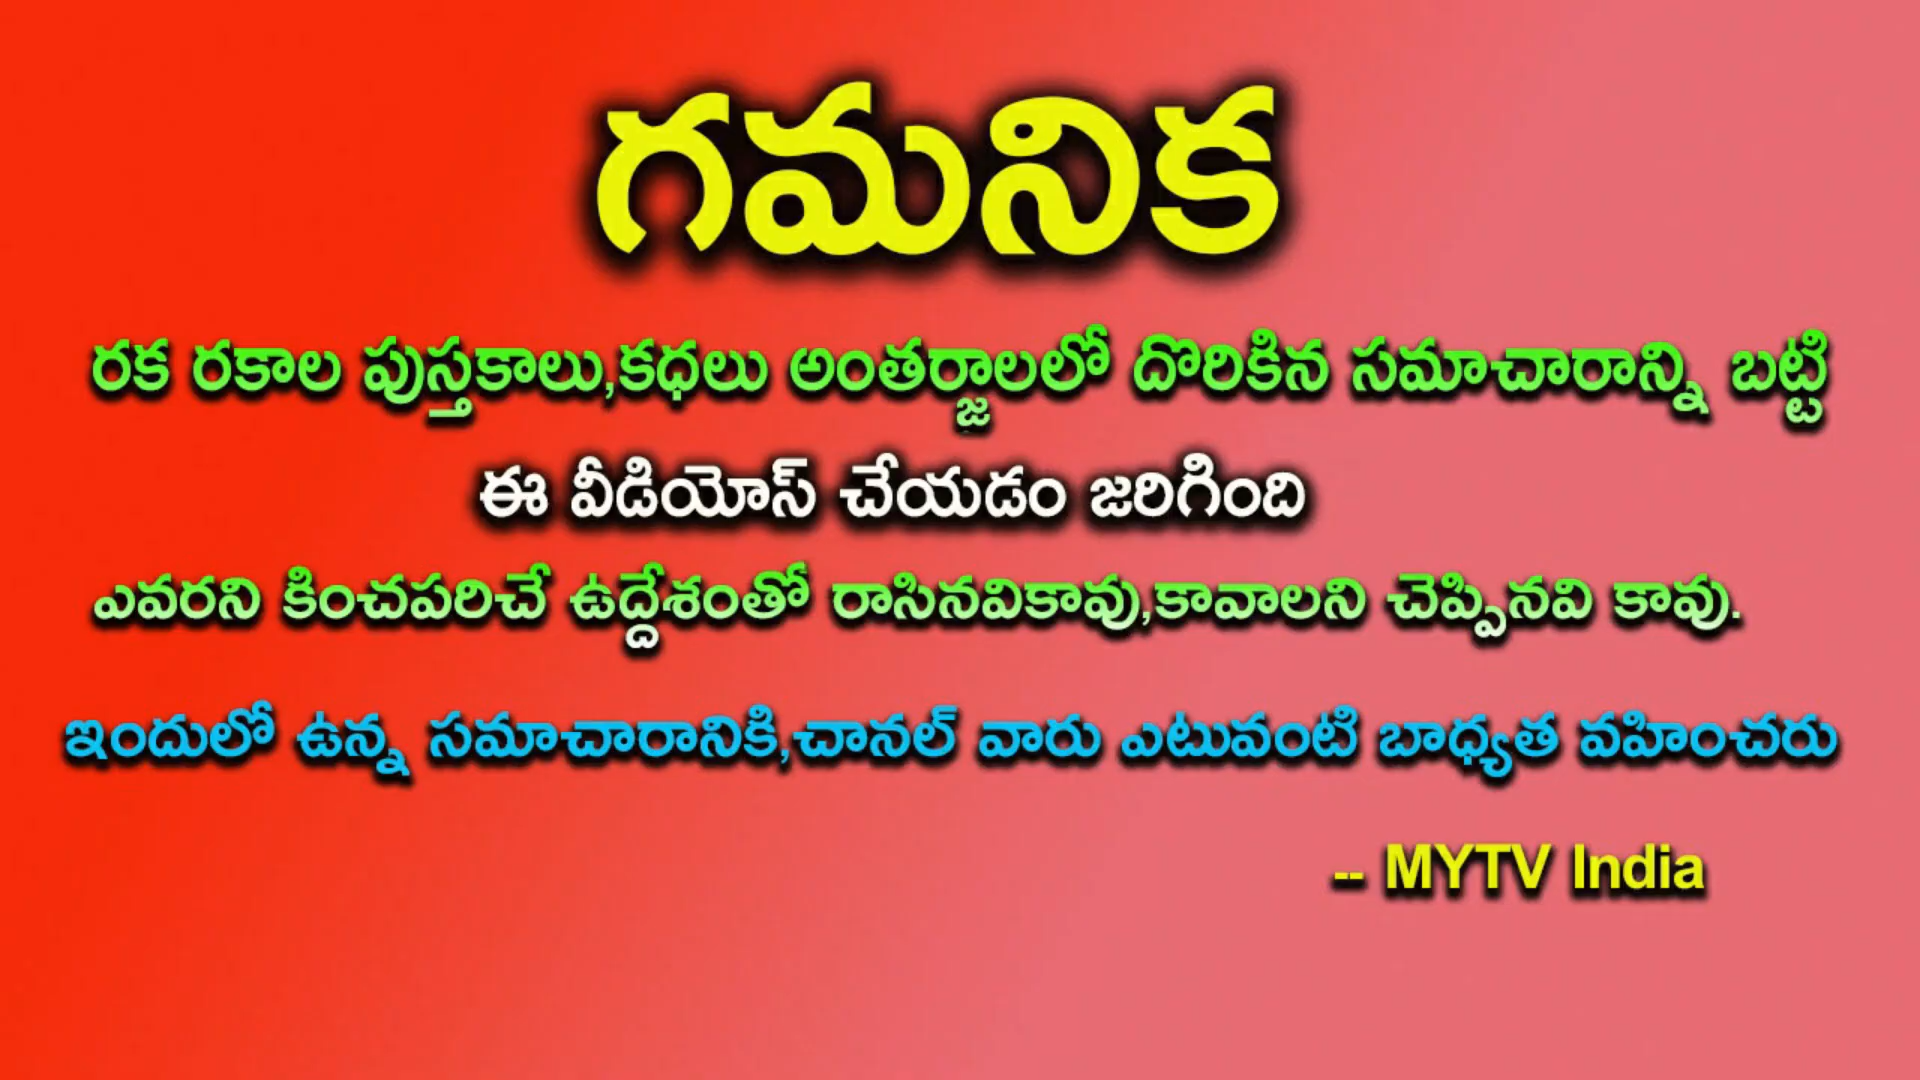 గమనిక
రక రకాల పుస్తకాలు,కధలు అంతర్జాలలో దొరికిన సమాచారాన్ని బట్టి
ఈ వీడియోస్ చేయడం జరిగింది
ఎవరని కించపరిచే ఉద్దేశంతో రాసినవికావు,కావాలని చెప్పినవి కావు.
ఇందులో ఉన్న సమాచారానికి,చానల్ వారు ఎటువంటి బాధ్యత వహించరు
-- MYTV India